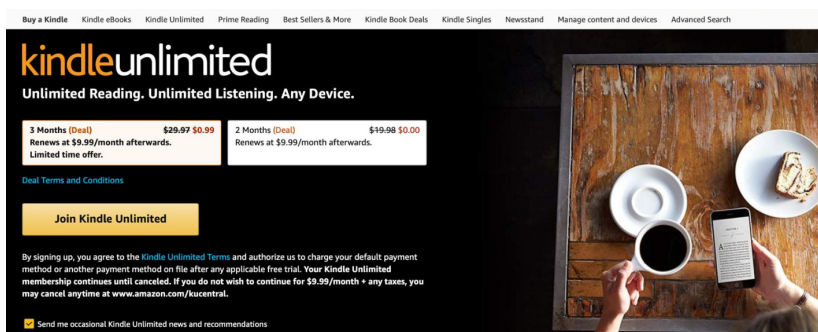 Buy a Kindle Kindle eBooks Kindle Unlimited Prime Reading Best Sellers & More Kindle Book Deals Kindle Singles Newsstand Manage content and devices Advanced Search
kindleunlimited
Unlimited Reading. Unlimited Listening. Any Device.
3 Months (Deal) $29.97 $0.99
Renews at $9.99/month afterwards.
Limited time offer.
2 Months (Deal) $19.98 $0.00
Renews at $9.99/month afterwards.
Deal Terms and Conditions
Join Kindle Unlimited
By signing up, you agree to the Kindle Unlimited Terms and authorize us to charge your default payment
method or another payment method on file after any applicable free trial. Your Kindle Unlimited
membership continues until canceled. If you do not wish to continue for $9.99/month + any taxes, you
may cancel anytime at www.amazon.com/kucentral.
Send me occasional Kindle Unlimited news and recommendations